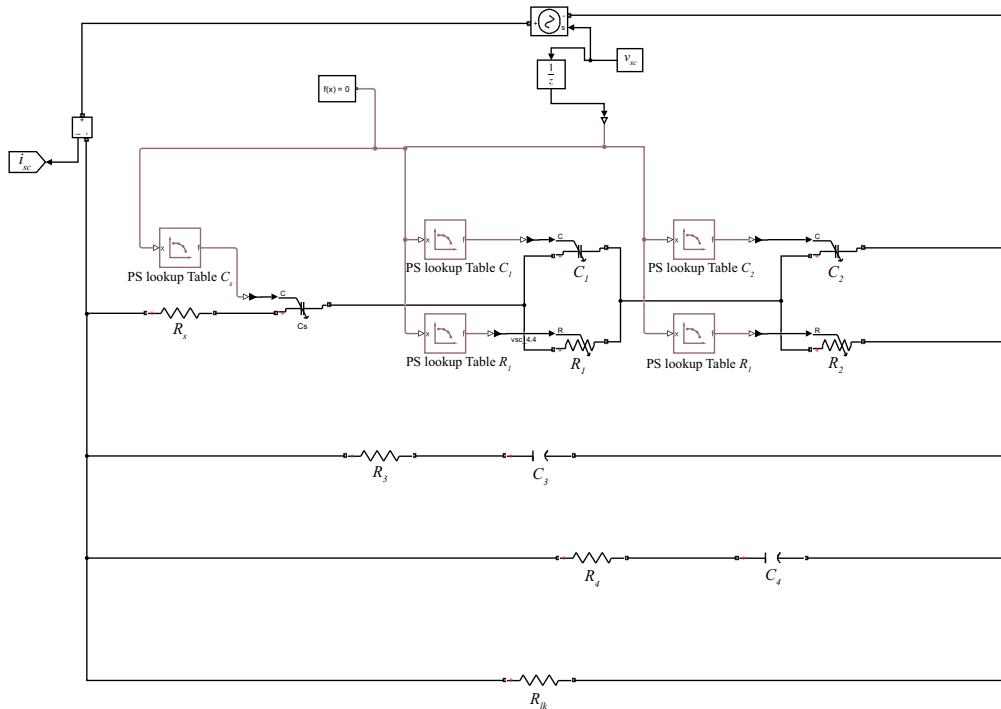 + - s
v_sc
1
z
f(x) = 0
+
- -
i_sc
x f
PS lookup Table C_s
x f
PS lookup Table C_1
C
C_1
x f
PS lookup Table C_2
C
C_2
C
Cs
R_s
x f
PS lookup Table R_1
vsc_4.4
R
R_1
x f
PS lookup Table R_1
R
R_2
R_3
C_3
R_4
C_4
R_lk